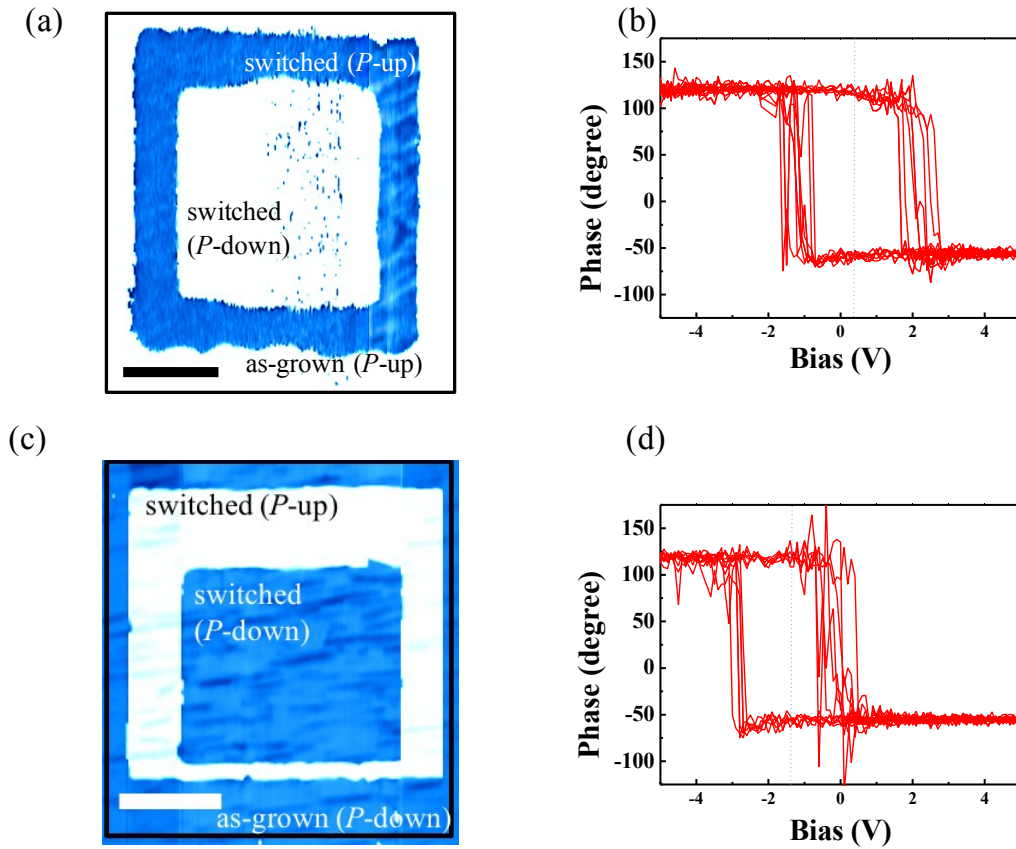 (a)
switched (P-up)
switched
(P-down)
as-grown (P-up)
(b)
150
100
50
0
-50
-100
Phase (degree)
-4
-2
0
2
4
Bias (V)
(c)
switched (P-up)
switched
(P-down)
as-grown (P-down)
(d)
150
100
50
0
-50
-100
Phase (degree)
-4
-2
0
2
4
Bias (V)